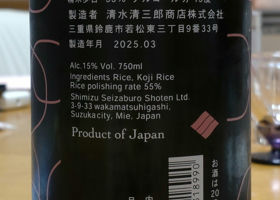 製造者 清水清三郎商店株式会社
三重県鈴鹿市若松東三丁目9番33号
製造年月 2025.03
Alc.15% Vol. 750ml
Ingredients Rice, Koji Rice
Rice polishing rate 55%
Shimizu Seizaburo Shoten Ltd.
3-9-33 wakamatsuhigashi,
Suzukacity, Mie, Japan
Product of Japan
18990
お酒は20